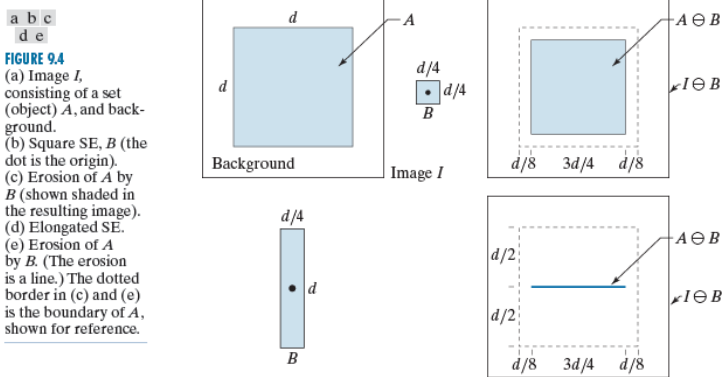 a b c
d e
FIGURE 9.4
(a) Image I,
consisting of a set
(object) A, and back-
ground.
(b) Square SE, B (the
dot is the origin).
(c) Erosion of A by
B (shown shaded in
the resulting image).
(d) Elongated SE.
(e) Erosion of A
by B. (The erosion
is a line.) The dotted
border in (c) and (e)
is the boundary of A,
shown for reference.
d
A
d
Background
Image I
d/4
d/4
B
A ⊖ B
I ⊖ B
d/8 3d/4 d/8
d/4
d
B
A ⊖ B
I ⊖ B
d/2
d/2
d/8 3d/4 d/8